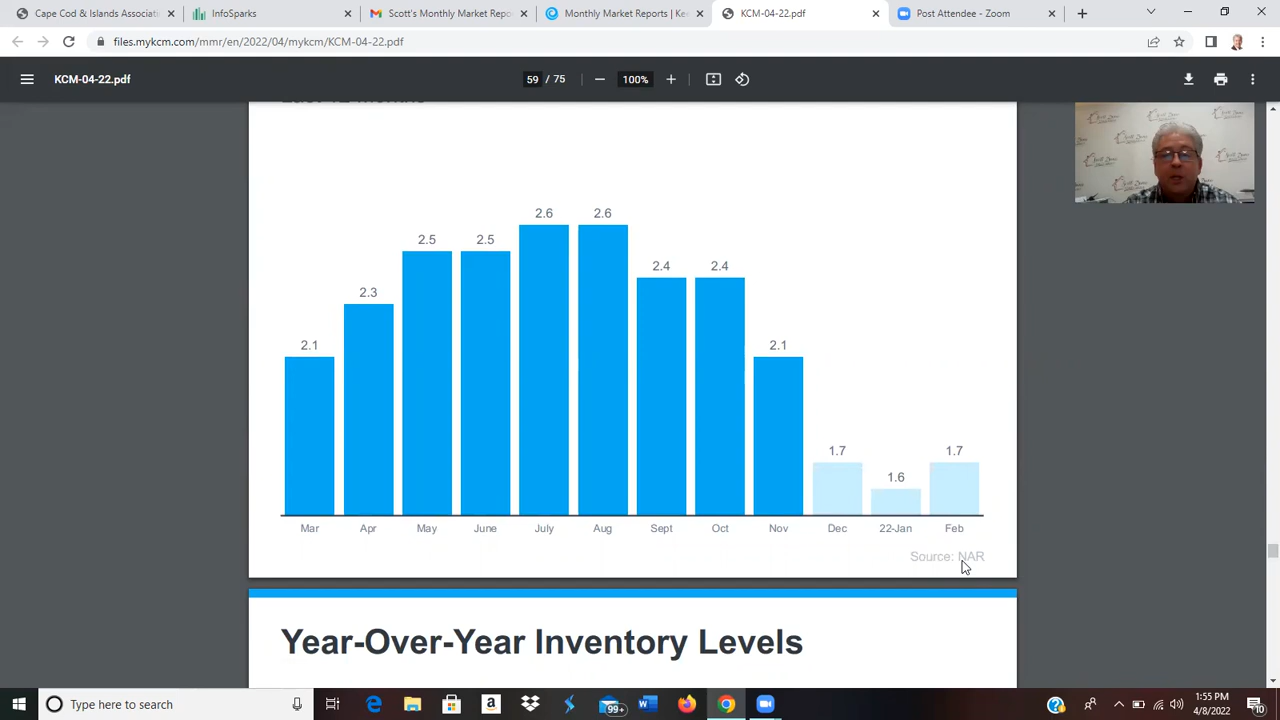 Cape Cod & Islands Associati
InfoSparks
Scott's Monthly Market Repor
Monthly Market Reports | Kee
KCM-04-22.pdf
Post Attendee - Zoom
files.mykcm.com/mmr/en/2022/04/mykcm/KCM-04-22.pdf
KCM-04-22.pdf
59 / 75
100%
2.1
2.3
2.5
2.5
2.6
2.6
2.4
2.4
2.1
1.7
1.6
1.7
Mar
Apr
May
June
July
Aug
Sept
Oct
Nov
Dec
22-Jan
Feb
Source: NAR
Year-Over-Year Inventory Levels
Type here to search
99+
1:55 PM
4/8/2022